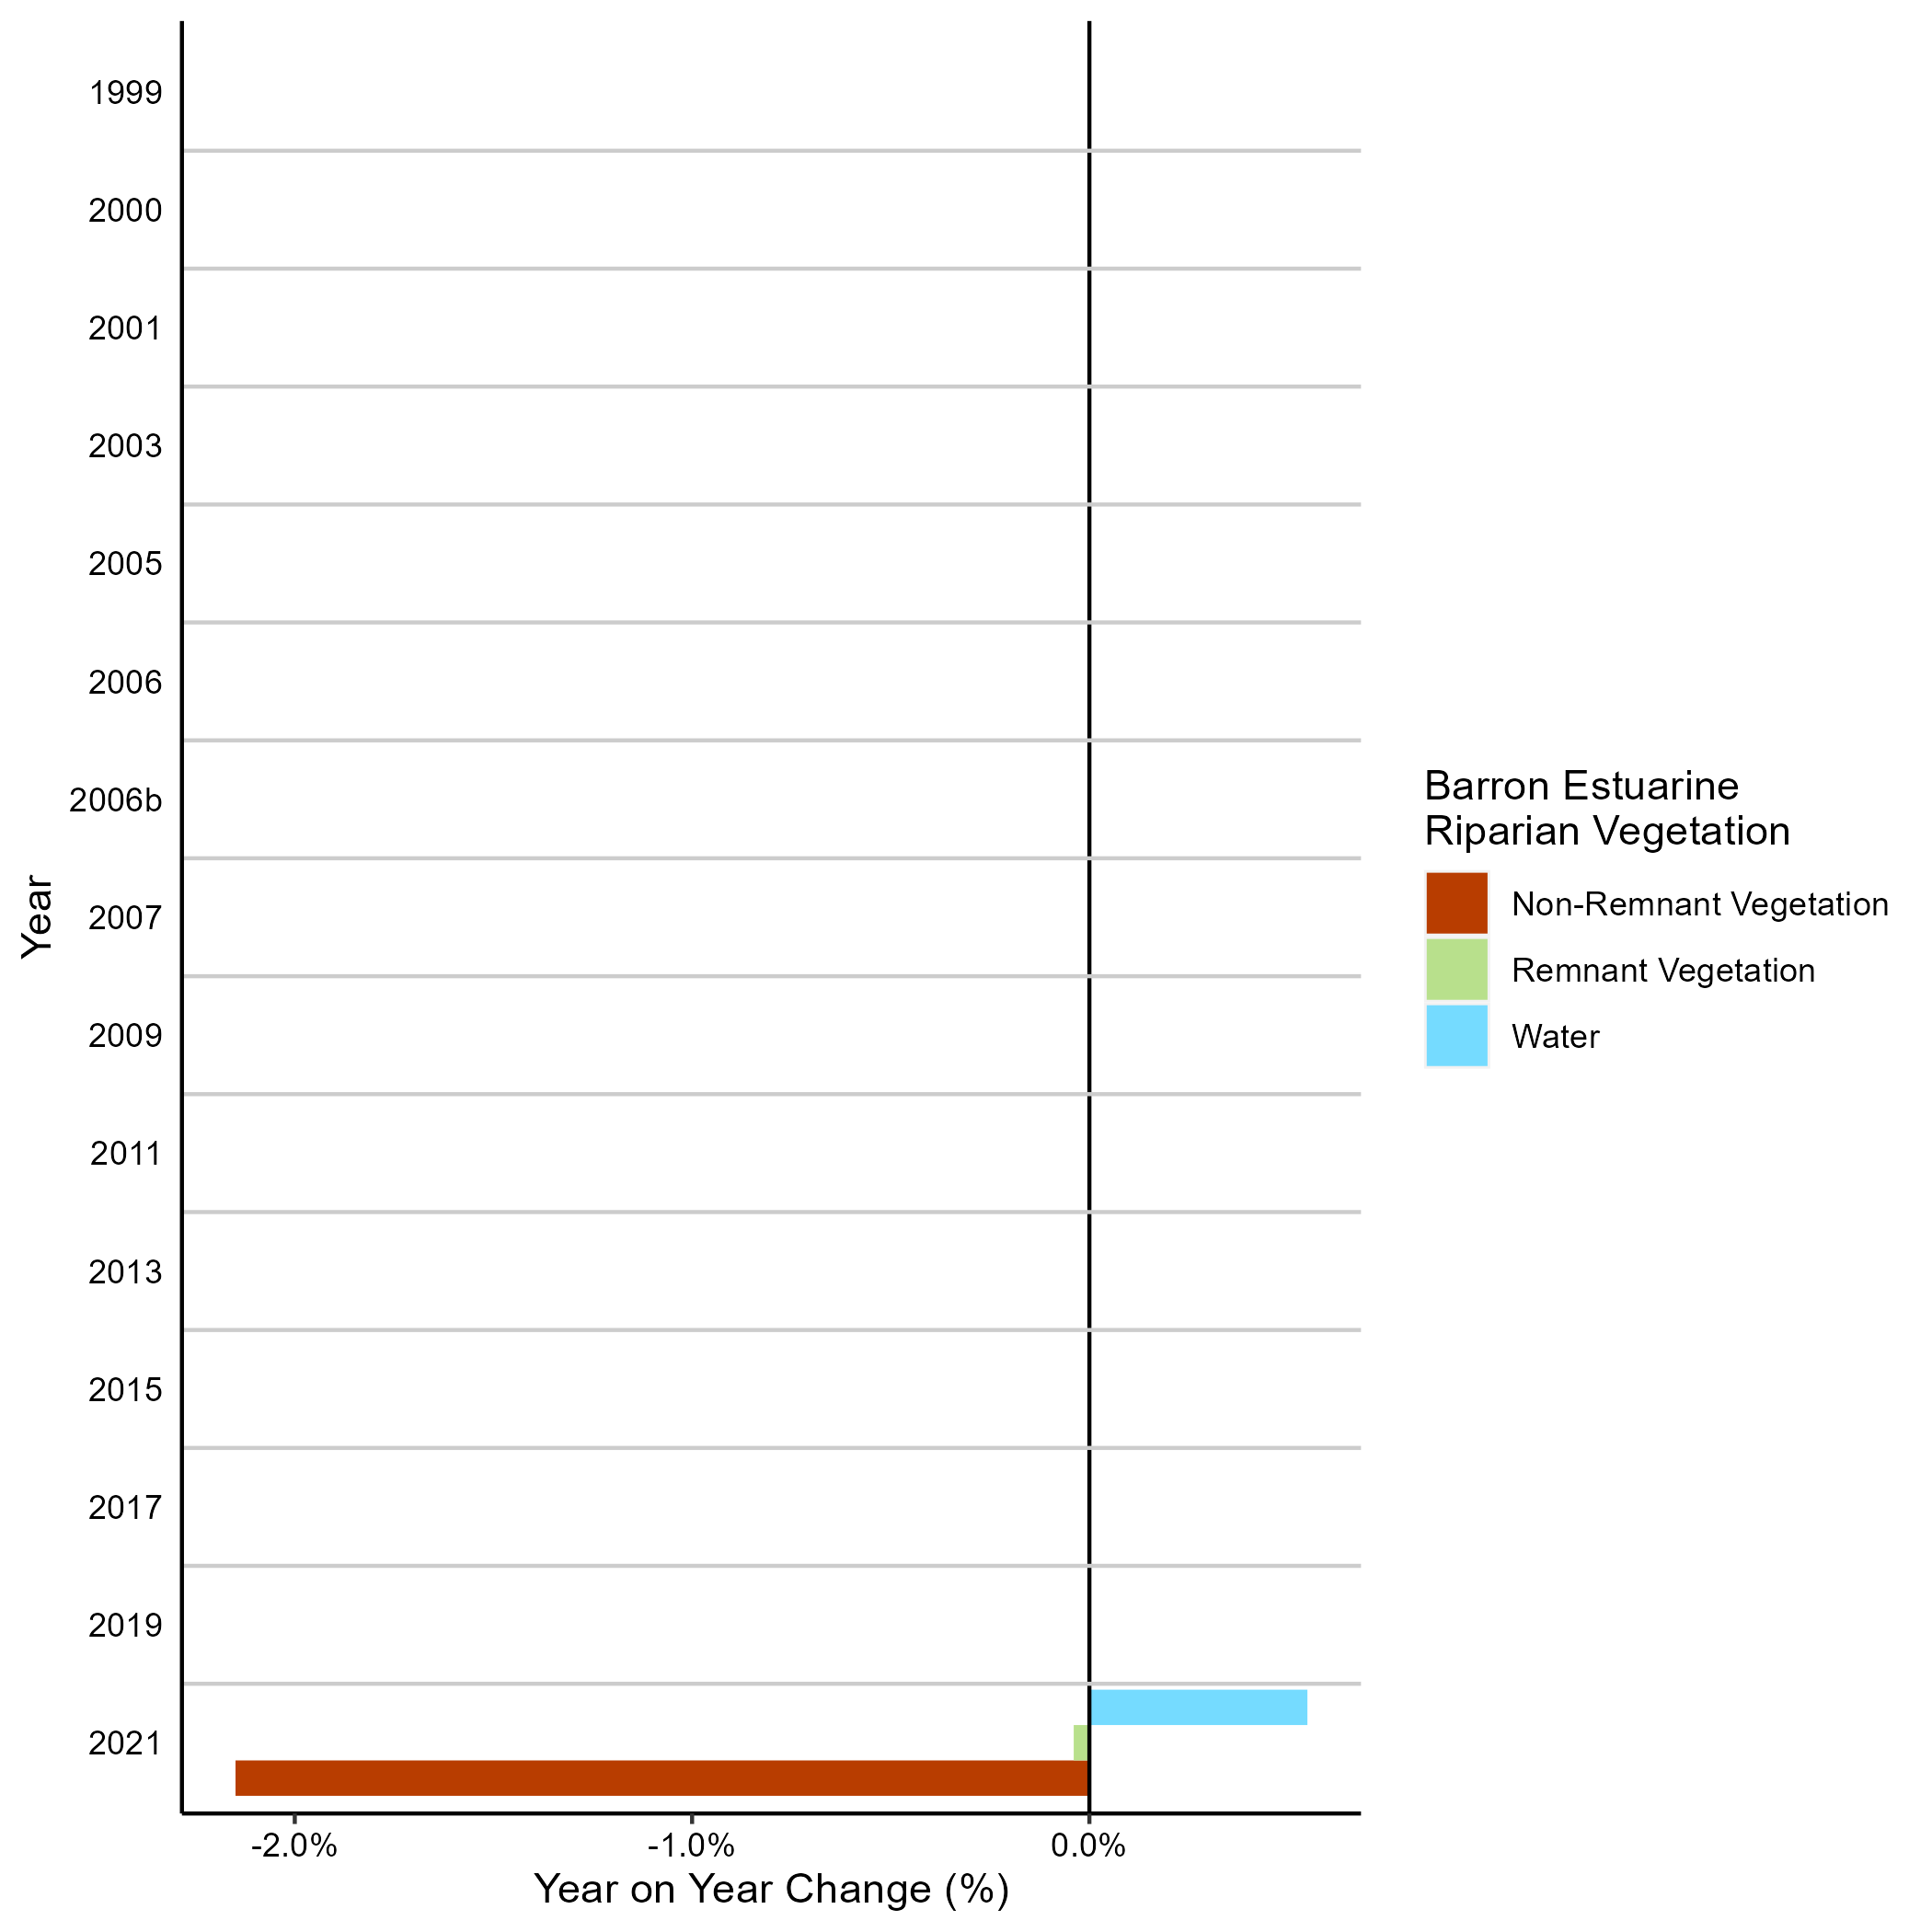 1999
2000
2001
2003
2005
2006
2006b
2007
2009
2011
2013
2015
2017
2019
2021
Year
-2.0%
-1.0%
0.0%
Year on Year Change (%)
Barron Estuarine
Riparian Vegetation
Non-Remnant Vegetation
Remnant Vegetation
Water